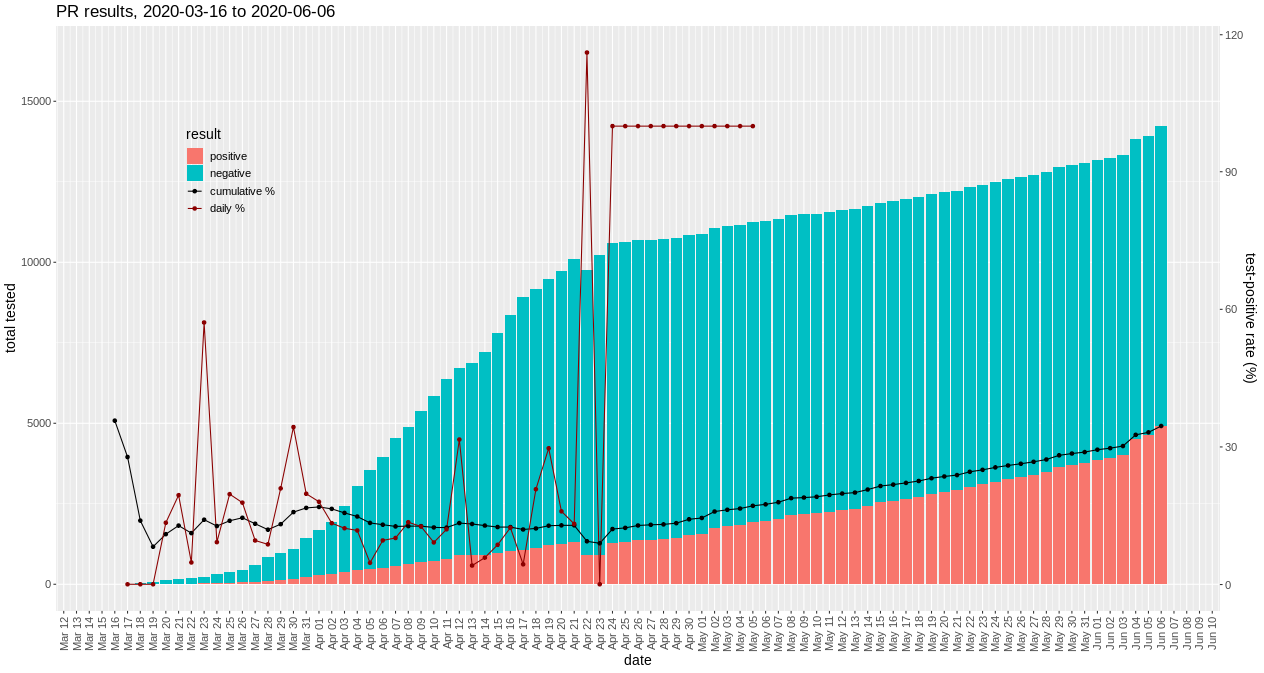 PR results, 2020-03-16 to 2020-06-06
120
15000
result
positive
negative
cumulative %
daily %
90
10000
total tested
test-positive rate (%)
60
5000
30
0
0
Mar 12
Mar 13
Mar 14
Mar 15
Mar 16
Mar 17
Mar 18
Mar 19
Mar 20
Mar 21
Mar 22
Mar 23
Mar 24
Mar 25
Mar 26
Mar 27
Mar 28
Mar 29
Mar 30
Mar 31
Apr 01
Apr 02
Apr 03
Apr 04
Apr 05
Apr 06
Apr 07
Apr 08
Apr 09
Apr 10
Apr 11
Apr 12
Apr 13
Apr 14
Apr 15
Apr 16
Apr 17
Apr 18
Apr 19
Apr 20
Apr 21
Apr 22
Apr 23
Apr 24
Apr 25
Apr 26
Apr 27
Apr 28
Apr 29
Apr 30
May 01
May 02
May 03
May 04
May 05
May 06
May 07
May 08
May 09
May 10
May 11
May 12
May 13
May 14
May 15
May 16
May 17
May 18
May 19
May 20
May 21
May 22
May 23
May 24
May 25
May 26
May 27
May 28
May 29
May 30
May 31
Jun 01
Jun 02
Jun 03
Jun 04
Jun 05
Jun 06
Jun 07
Jun 08
Jun 09
Jun 10
date